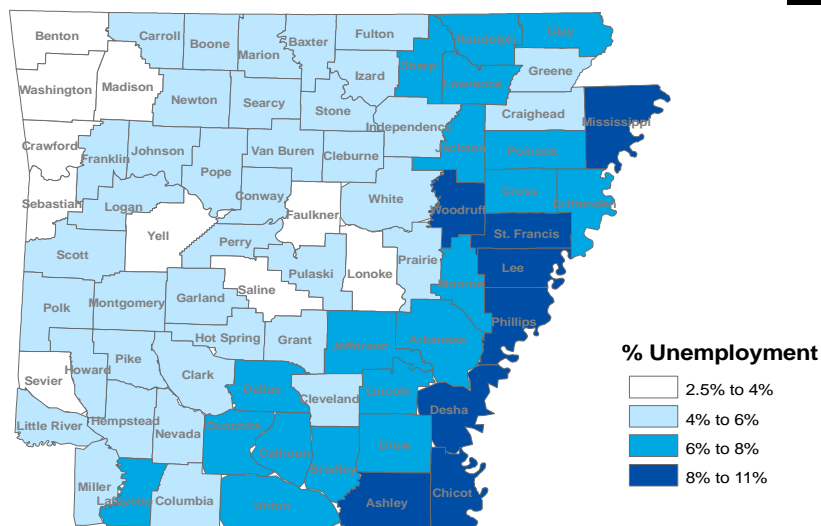 Benton
Carroll
Boone
Marion
Baxter
Fulton
Sharp
Randolph
Clay
Washington
Madison
Newton
Searcy
Stone
Izard
Lawrence
Greene
Independence
Craighead
Mississippi
Crawford
Franklin
Johnson
Pope
Van Buren
Cleburne
Jackson
Poinsett
Sebastian
Logan
Conway
Faulkner
White
Woodruff
Cross
Crittenden
Yell
Perry
St. Francis
Scott
Saline
Pulaski
Lonoke
Prairie
Monroe
Lee
Polk
Montgomery
Garland
Hot Spring
Grant
Jefferson
Arkansas
Phillips
Howard
Pike
Clark
Sevier
Dallas
Cleveland
Lincoln
Desha
Little River
Hempstead
Nevada
Ouachita
Calhoun
Bradley
Drew
Miller
Lafayette
Columbia
Union
Ashley
Chicot
% Unemployment
2.5% to 4%
4% to 6%
6% to 8%
8% to 11%